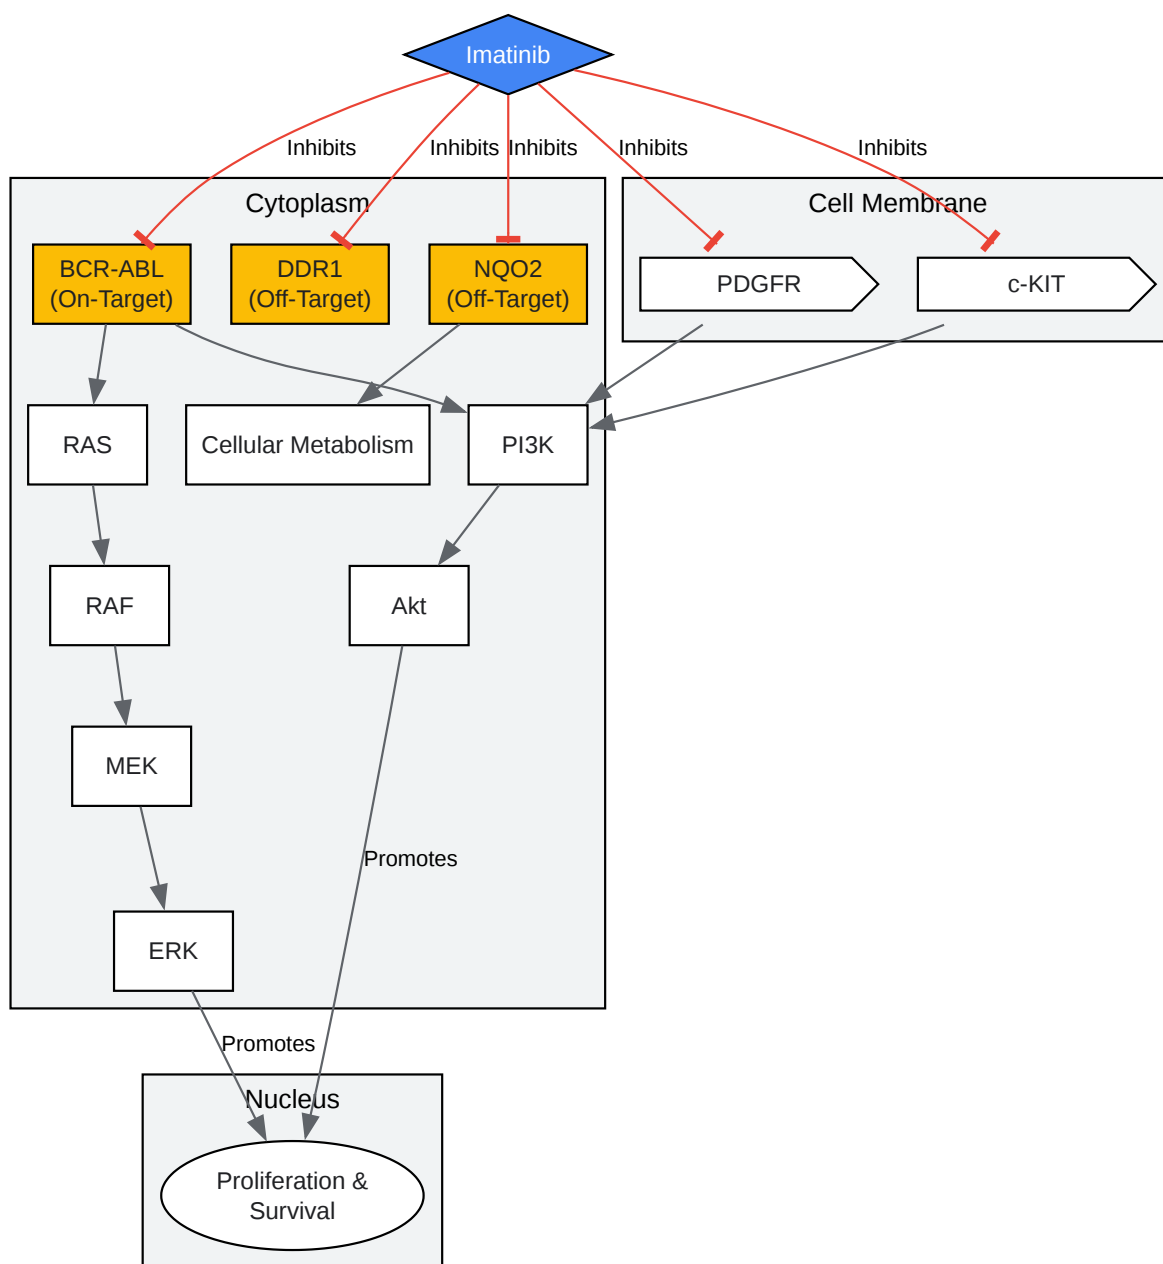 Imatinib
Inhibits
Inhibits
Inhibits
Inhibits
Inhibits
Cytoplasm
Cell Membrane
BCR-ABL
(On-Target)
DDR1
(Off-Target)
NQO2
(Off-Target)
PDGFR
c-KIT
RAS
Cellular Metabolism
PI3K
RAF
Akt
MEK
Promotes
ERK
Promotes
Nucleus
Proliferation &
Survival